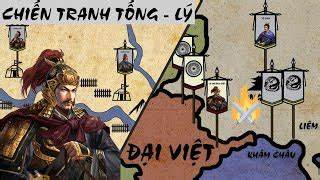 CHIẾN TRANH TỐNG - LÝ
LIÊM
KHÂM CHÂU
ĐẠI VIỆT